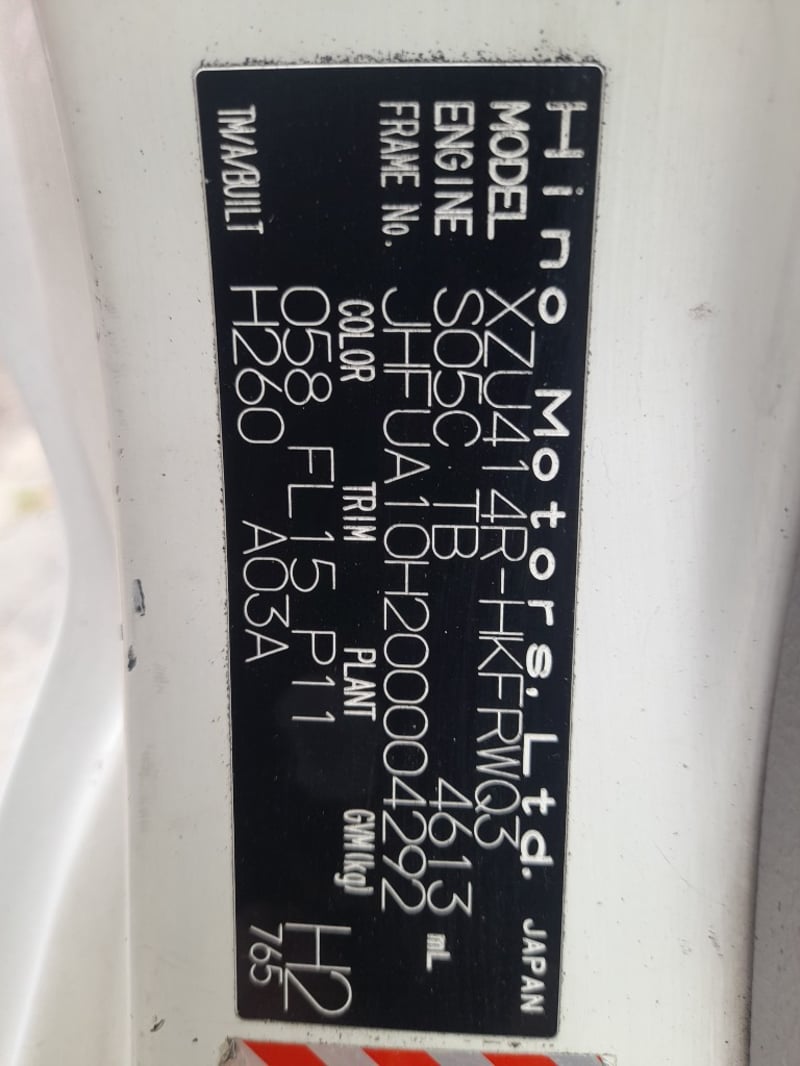 Hino Motors, Ltd. JAPAN
MODEL XZU414R-HKFRWQ3
ENGINE S05C TB 4613 mL
FRAME No. JHFUA10H200004292
COLOR TRIM PLANT GVM(kg)
058 FL15 P11 H2
TM/A/BUILT H260 A03A 765